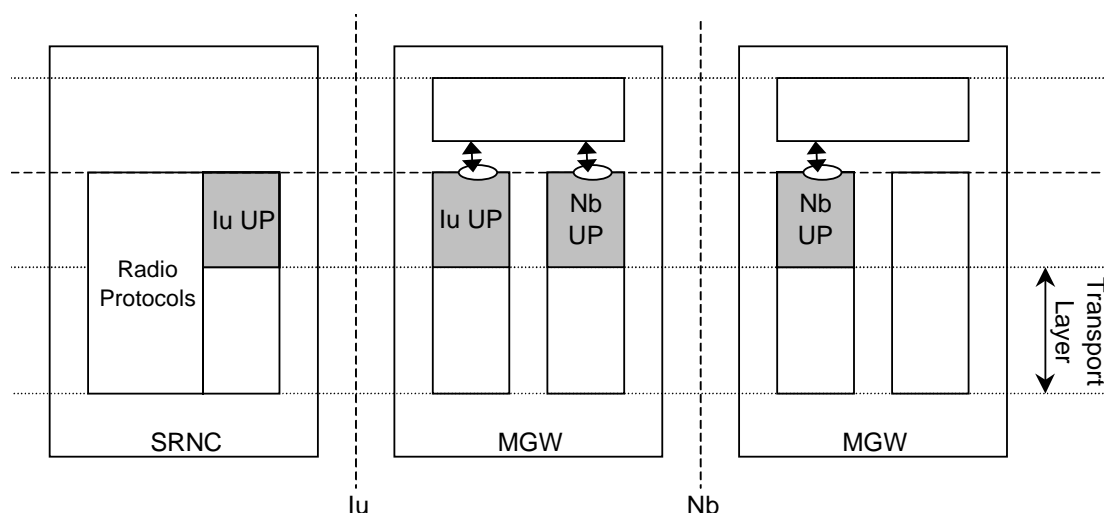 Iu UP
Radio
Protocols
SRNC
Iu UP
Nb
UP
MGW
Nb
UP
MGW
Transport
Layer
Iu
Nb